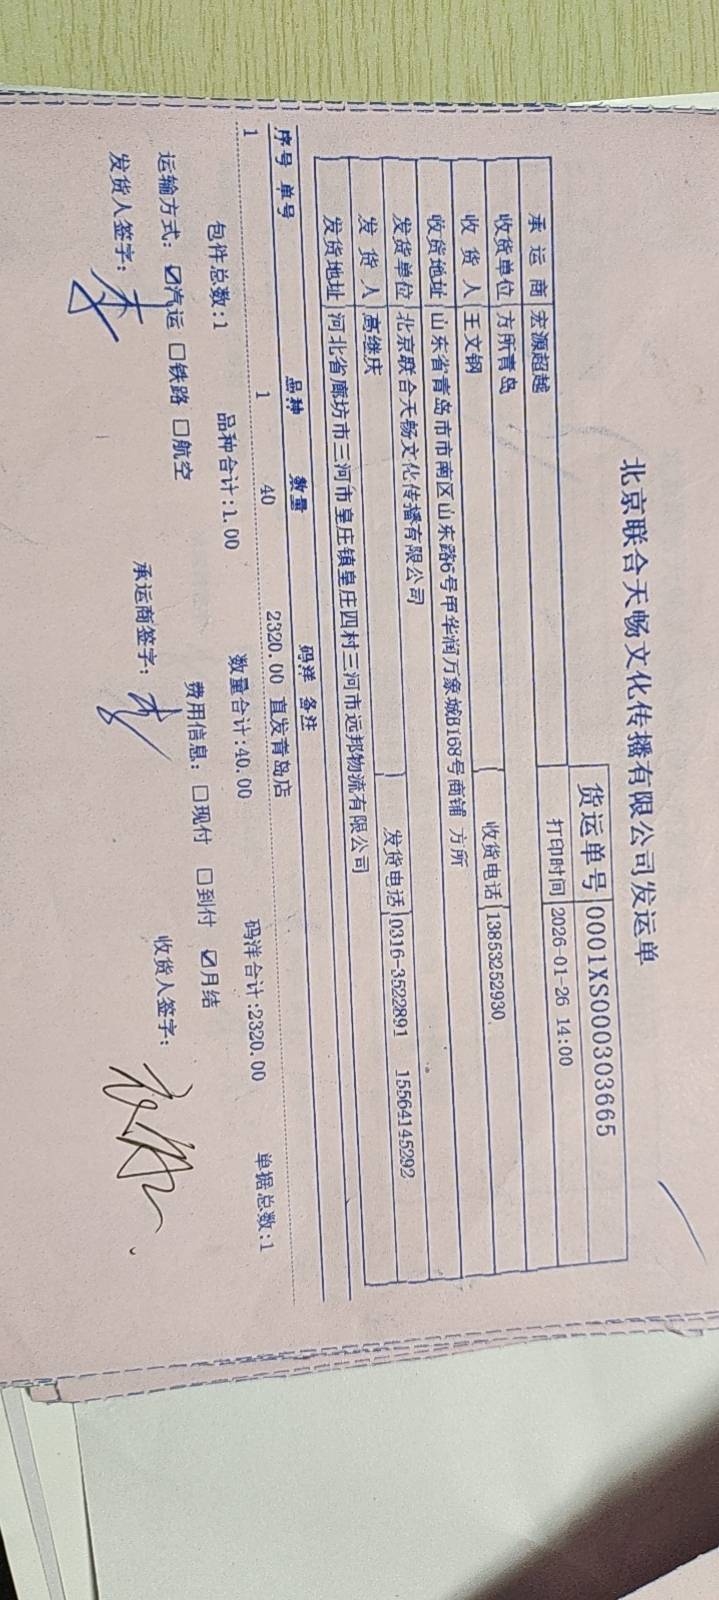 北京联合天畅文化传播有限公司发运单
货运单号 0001XS000303665
打印时间 2026-01-26 14:00
承运商 宏源超越
收货单位 方所青岛
收货电话 13853252930
收货人 王文钢
收货地址 山东省青岛市市南区山东路6号甲华润万象城B168号商铺 方所
发货单位 北京联合天畅文化传播有限公司
发货电话 0316-3522891 15564145292
发货人 高继庆
发货地址 河北省廊坊市三河市皇庄镇皇庄四村三河市远邦物流有限公司
序号 单号 品种 数量 码洋 备注
1 1 40 2320.00 直发青岛店
包件总数:1 品种合计:1.00 数量合计:40.00 码洋合计:2320.00 单据总数:1
运输方式: ☑汽运 □铁路 □航空 费用信息: □现付 □到付 ☑月结
发货人签字: 承运商签字: 收货人签字: